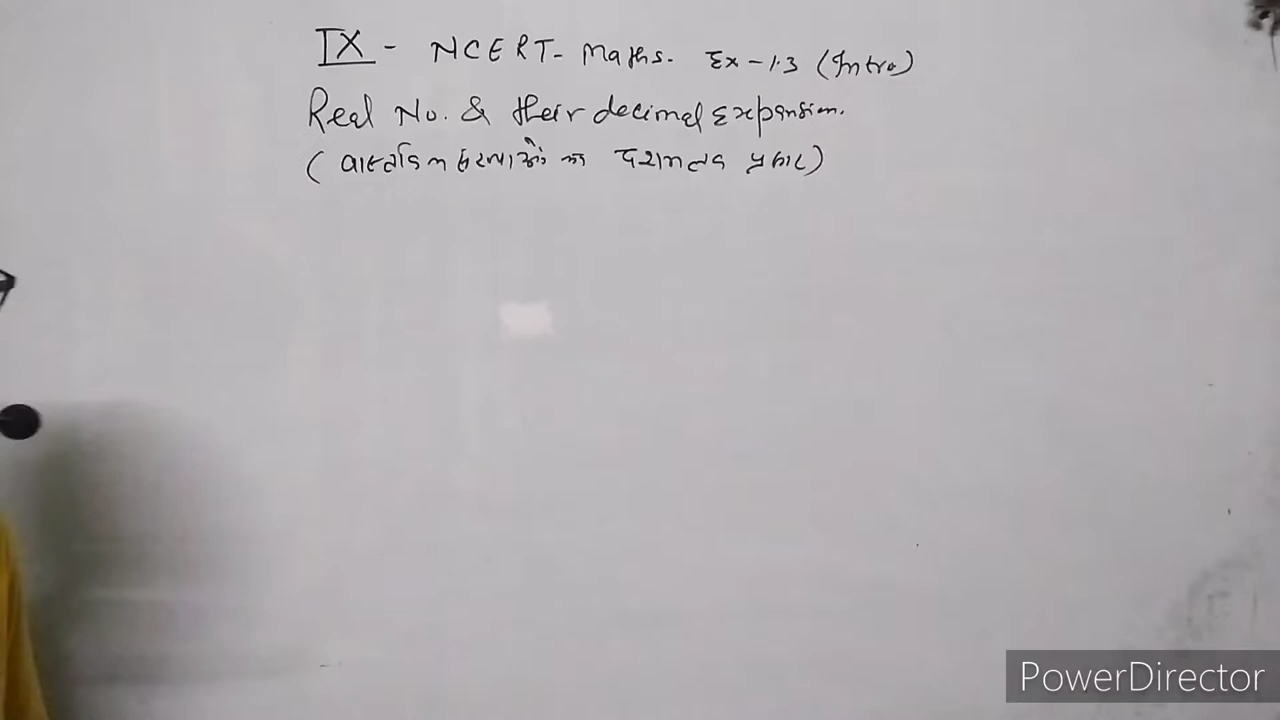 IX - NCERT- Maths. Ex - 1.3 (Intro)
Real No. & their decimal Expansion.
(वास्तविक संख्याओं का दशमलव प्रसार)
PowerDirector